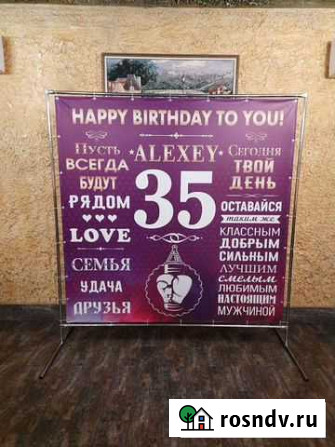 HAPPY BIRTHDAY TO YOU!
Пусть
ВСЕГДА
БУДУТ
РЯДОМ
LOVE
СЕМЬЯ
УДАЧА
ДРУЗЬЯ
ALEXEY
35
Сегодня
ТВОЙ
ДЕНЬ
ОСТАВАЙСЯ
таким же
КЛАССНЫМ
ДОБРЫМ
СИЛЬНЫМ
ЛУЧШИМ
смелым
ЛЮБИМЫМ
НАСТОЯЩИМ
МУЖЧИНОЙ
rosndv.ru